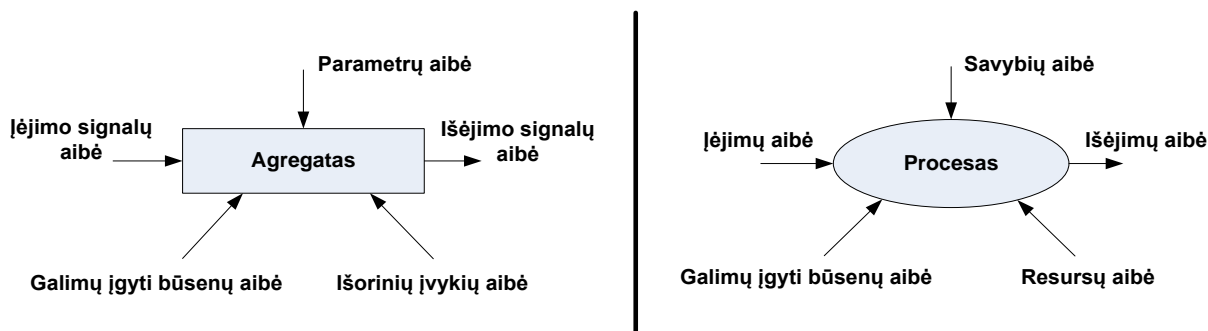 Parametrų aibė
Įėjimo signalų
aibė
Agregatas
Išėjimo signalų
aibė
Galimų įgyti būsenų aibė
Išorinių įvykių aibė
Savybių aibė
Įėjimų aibė
Procesas
Išėjimų aibė
Galimų įgyti būsenų aibė
Resursų aibė